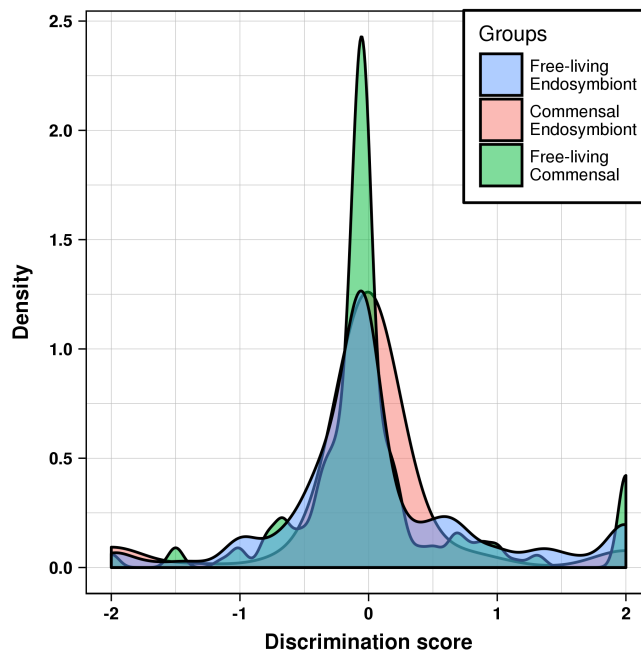 Groups
Free-living
Endosymbiont
Commensal
Endosymbiont
Free-living
Commensal
2.5
2.0
1.5
1.0
0.5
0.0
Density
-2 -1 0 1 2
Discrimination score